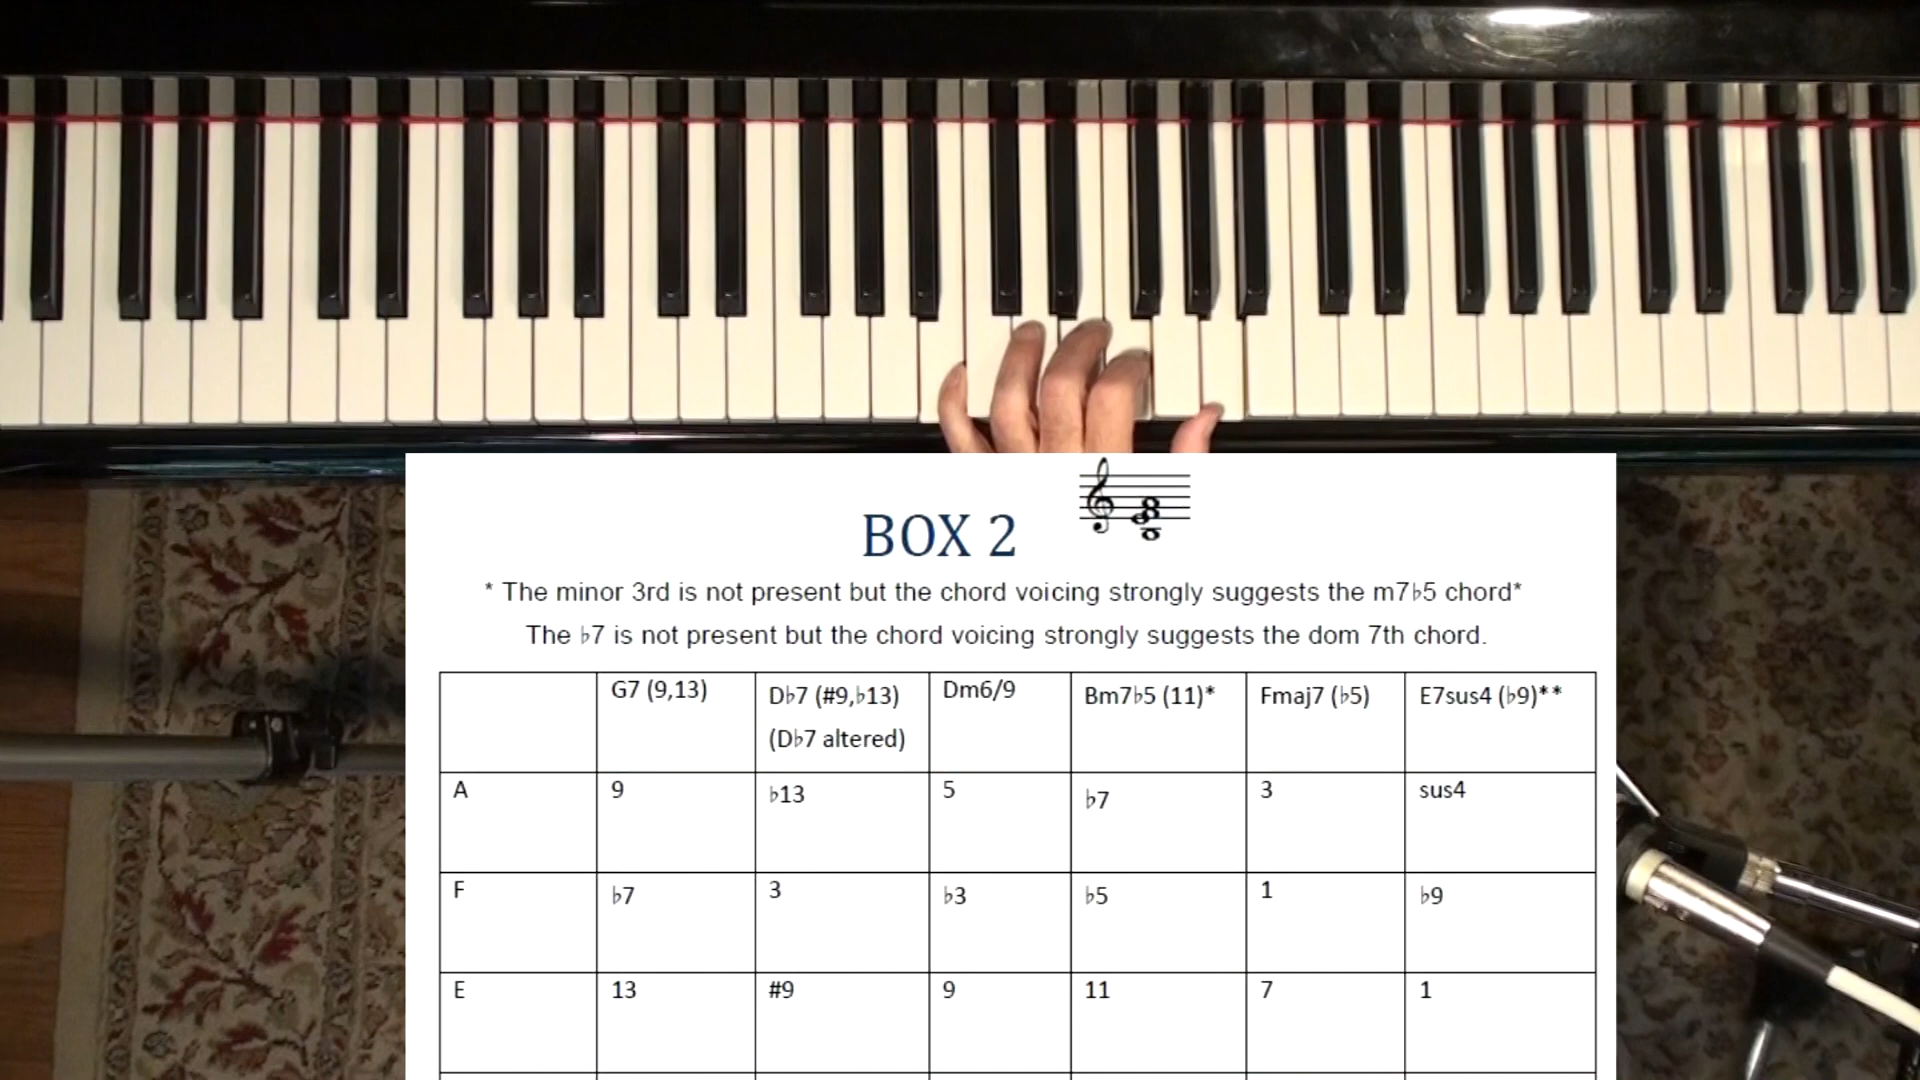 BOX 2
* The minor 3rd is not present but the chord voicing strongly suggests the m7♭5 chord*
The ♭7 is not present but the chord voicing strongly suggests the dom 7th chord.
G7 (9,13) D♭7 (#9,♭13) Dm6/9 Bm7♭5 (11)* Fmaj7 (♭5) E7sus4 (♭9)**
(D♭7 altered)
A 9 ♭13 5 ♭7 3 sus4
F ♭7 3 ♭3 ♭5 1 ♭9
E 13 #9 9 11 7 1